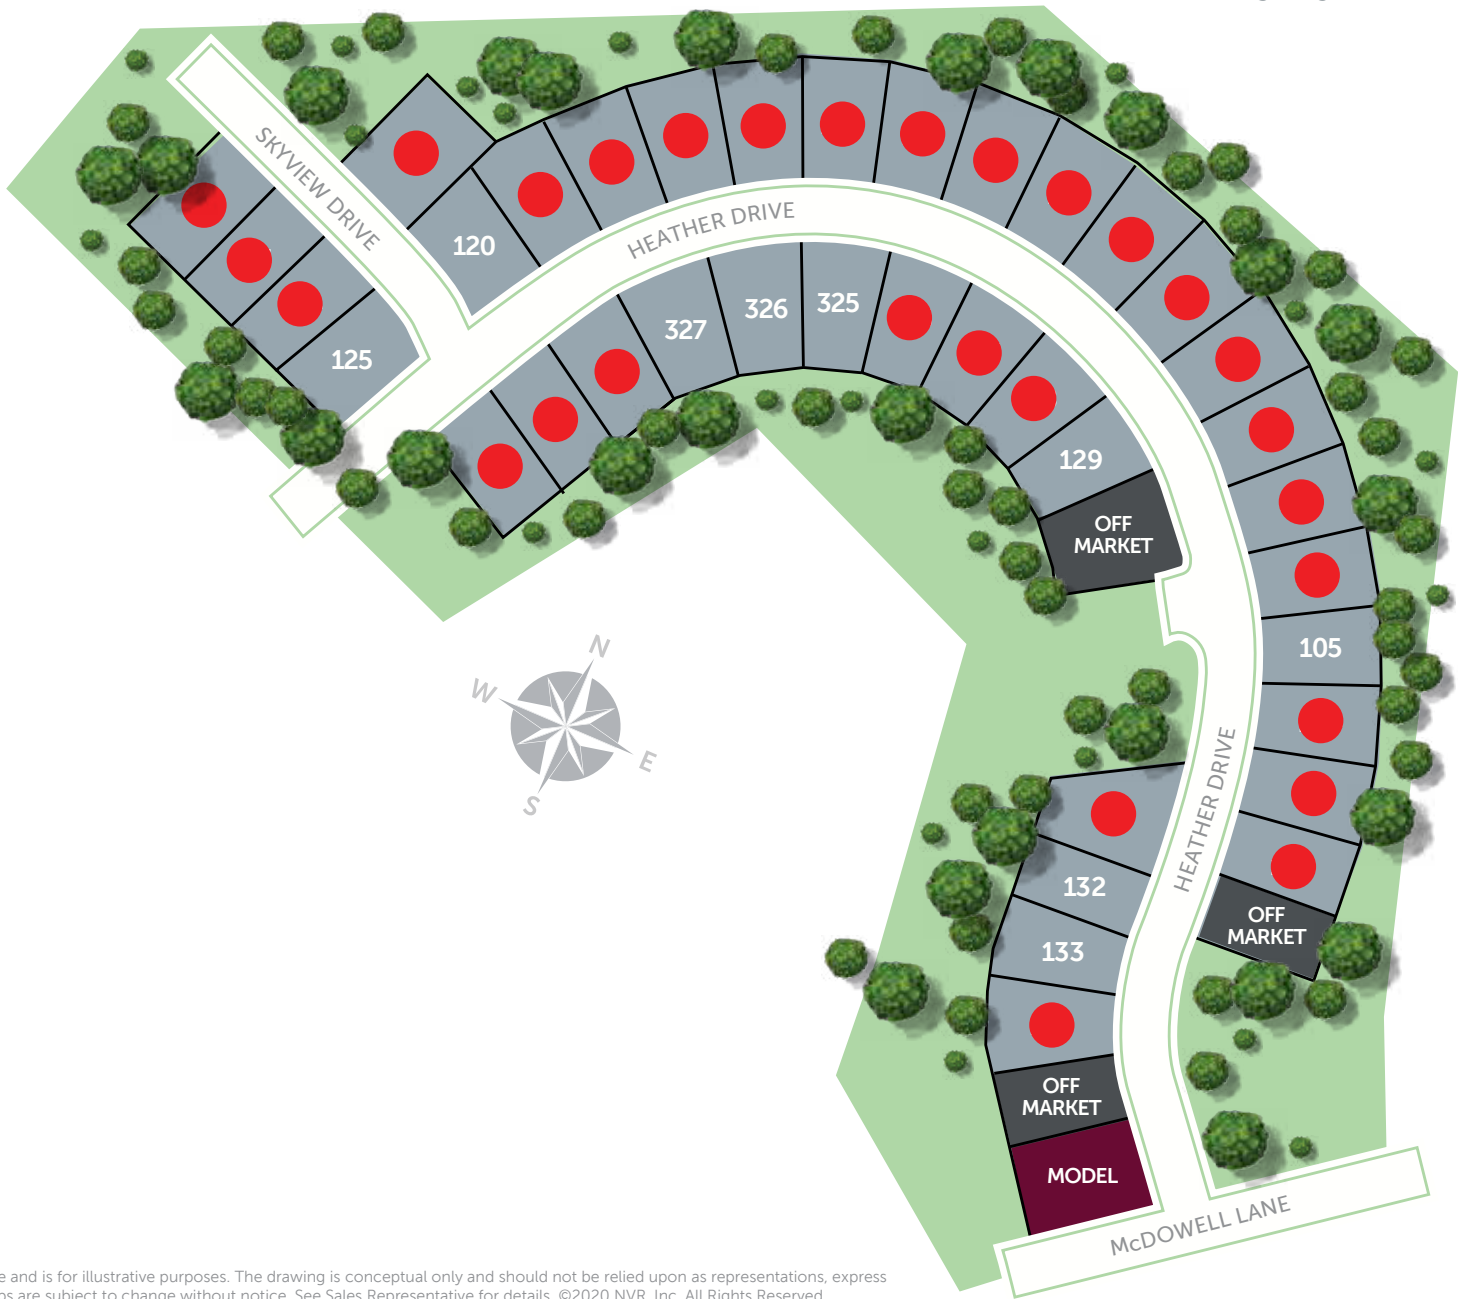 SKYVIEW DRIVE
HEATHER DRIVE
120
125
327
326
325
129
OFF
MARKET
105
HEATHER DRIVE
132
133
OFF
MARKET
OFF
MARKET
MODEL
McDOWELL LANE
N
W
E
S
and is for illustrative purposes. The drawing is conceptual only and should not be relied upon as representations, express
are subject to change without notice. See Sales Representative for details. ©2020 NVR, Inc. All Rights Reserved.